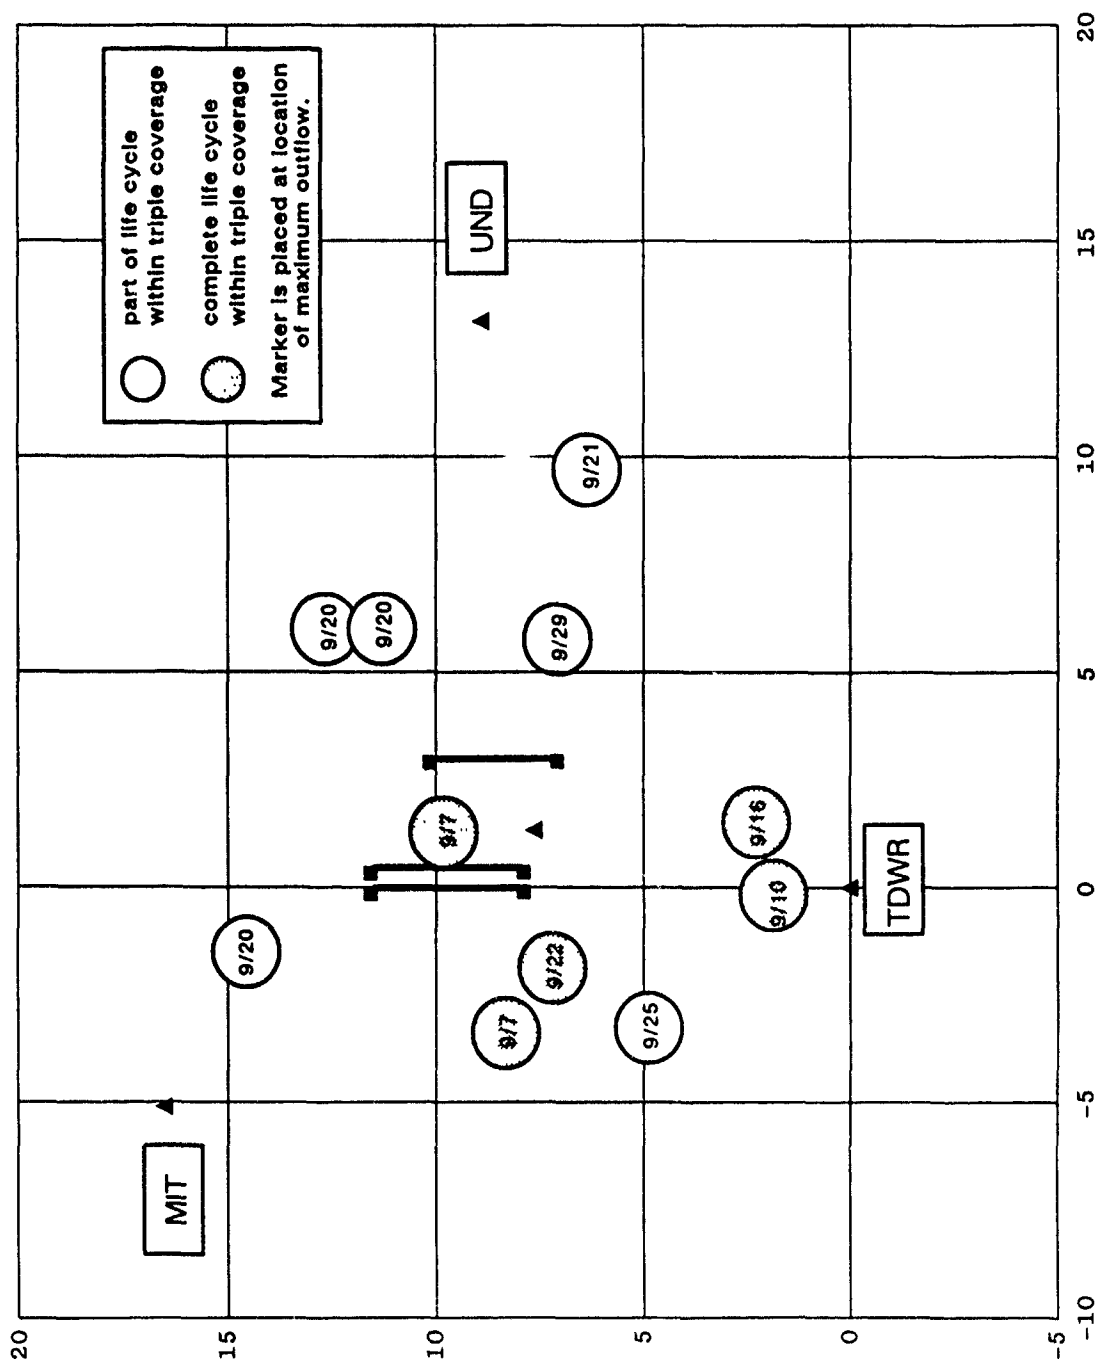 part of life cycle
within triple coverage
complete life cycle
within triple coverage
Marker is placed at location
of maximum outflow.
MIT
UND
TDWR
9/20
9/20
9/20
9/7
9/7
9/22
9/25
9/29
9/21
9/16
9/10
20
15
10
5
0
-5
-10
-5
0
5
10
15
20